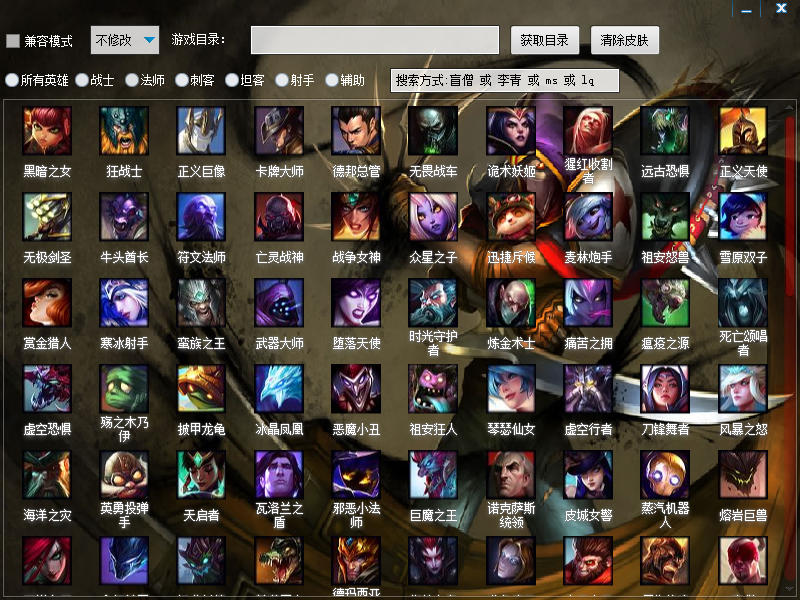 兼容模式
不修改
游戏目录:
获取目录
清除皮肤
所有英雄
战士
法师
刺客
坦客
射手
辅助
搜索方式:盲僧 或 李青 或 ms 或 lq
黑暗之女
狂战士
正义巨像
卡牌大师
德邦总管
无畏战车
诡术妖姬
猩红收割
者
远古恐惧
正义天使
无极剑圣
牛头酋长
符文法师
亡灵战神
战争女神
众星之子
迅捷斥候
麦林炮手
祖安怒兽
雪原双子
赏金猎人
寒冰射手
蛮族之王
武器大师
堕落天使
时光守护
者
炼金术士
痛苦之拥
瘟疫之源
死亡颂唱
者
虚空恐惧
殇之木乃
伊
披甲龙龟
冰晶凤凰
恶魔小丑
祖安狂人
琴瑟仙女
虚空行者
刀锋舞者
风暴之怒
海洋之灾
英勇投弹
手
天启者
瓦洛兰之
盾
邪恶小法
师
巨魔之王
诺克萨斯
统领
皮城女警
蒸汽机器
人
熔岩巨兽
德玛西亚